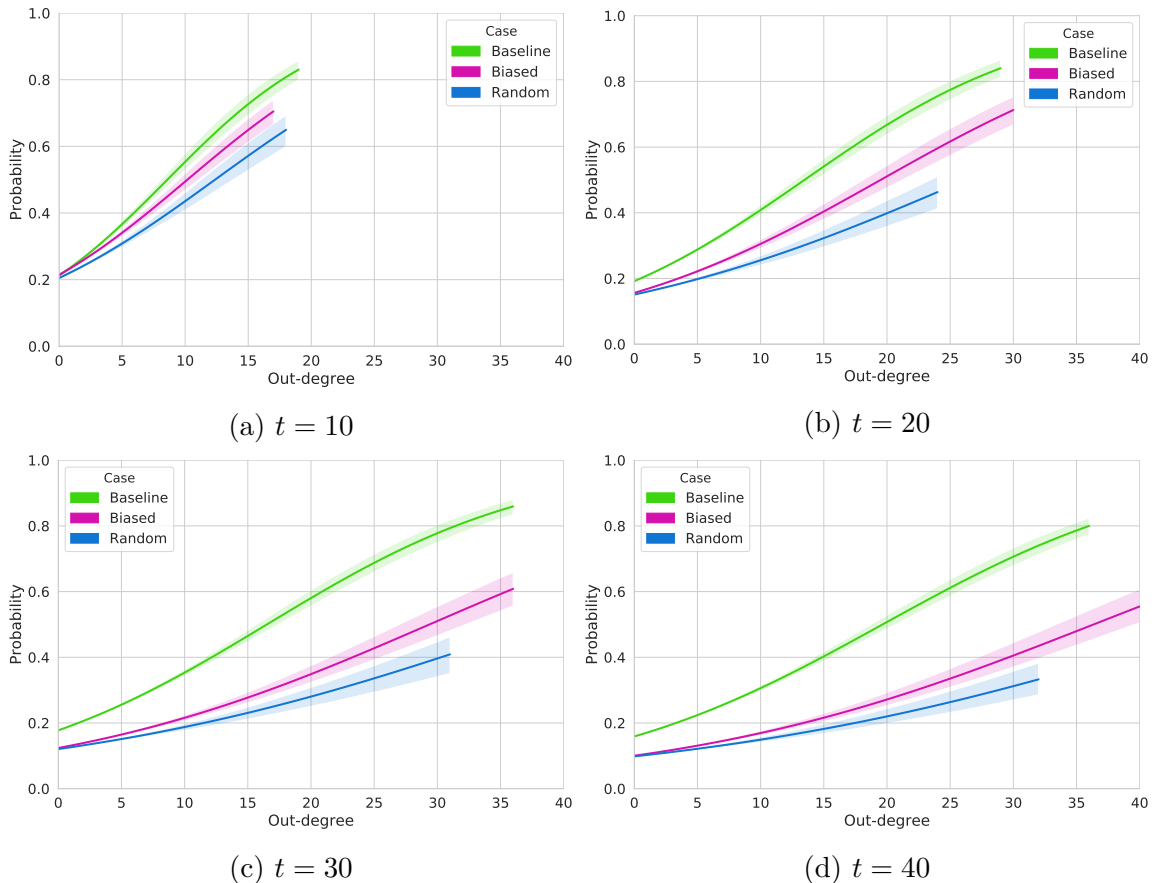 1.0
0.8
0.6
0.4
0.2
0.0
Probability
0 5 10 15 20 25 30 35 40
Out-degree
Case
Baseline
Biased
Random
(a) t = 10
1.0
0.8
0.6
0.4
0.2
0.0
Probability
0 5 10 15 20 25 30 35 40
Out-degree
Case
Baseline
Biased
Random
(b) t = 20
1.0
0.8
0.6
0.4
0.2
0.0
Probability
0 5 10 15 20 25 30 35 40
Out-degree
Case
Baseline
Biased
Random
(c) t = 30
1.0
0.8
0.6
0.4
0.2
0.0
Probability
0 5 10 15 20 25 30 35 40
Out-degree
Case
Baseline
Biased
Random
(d) t = 40